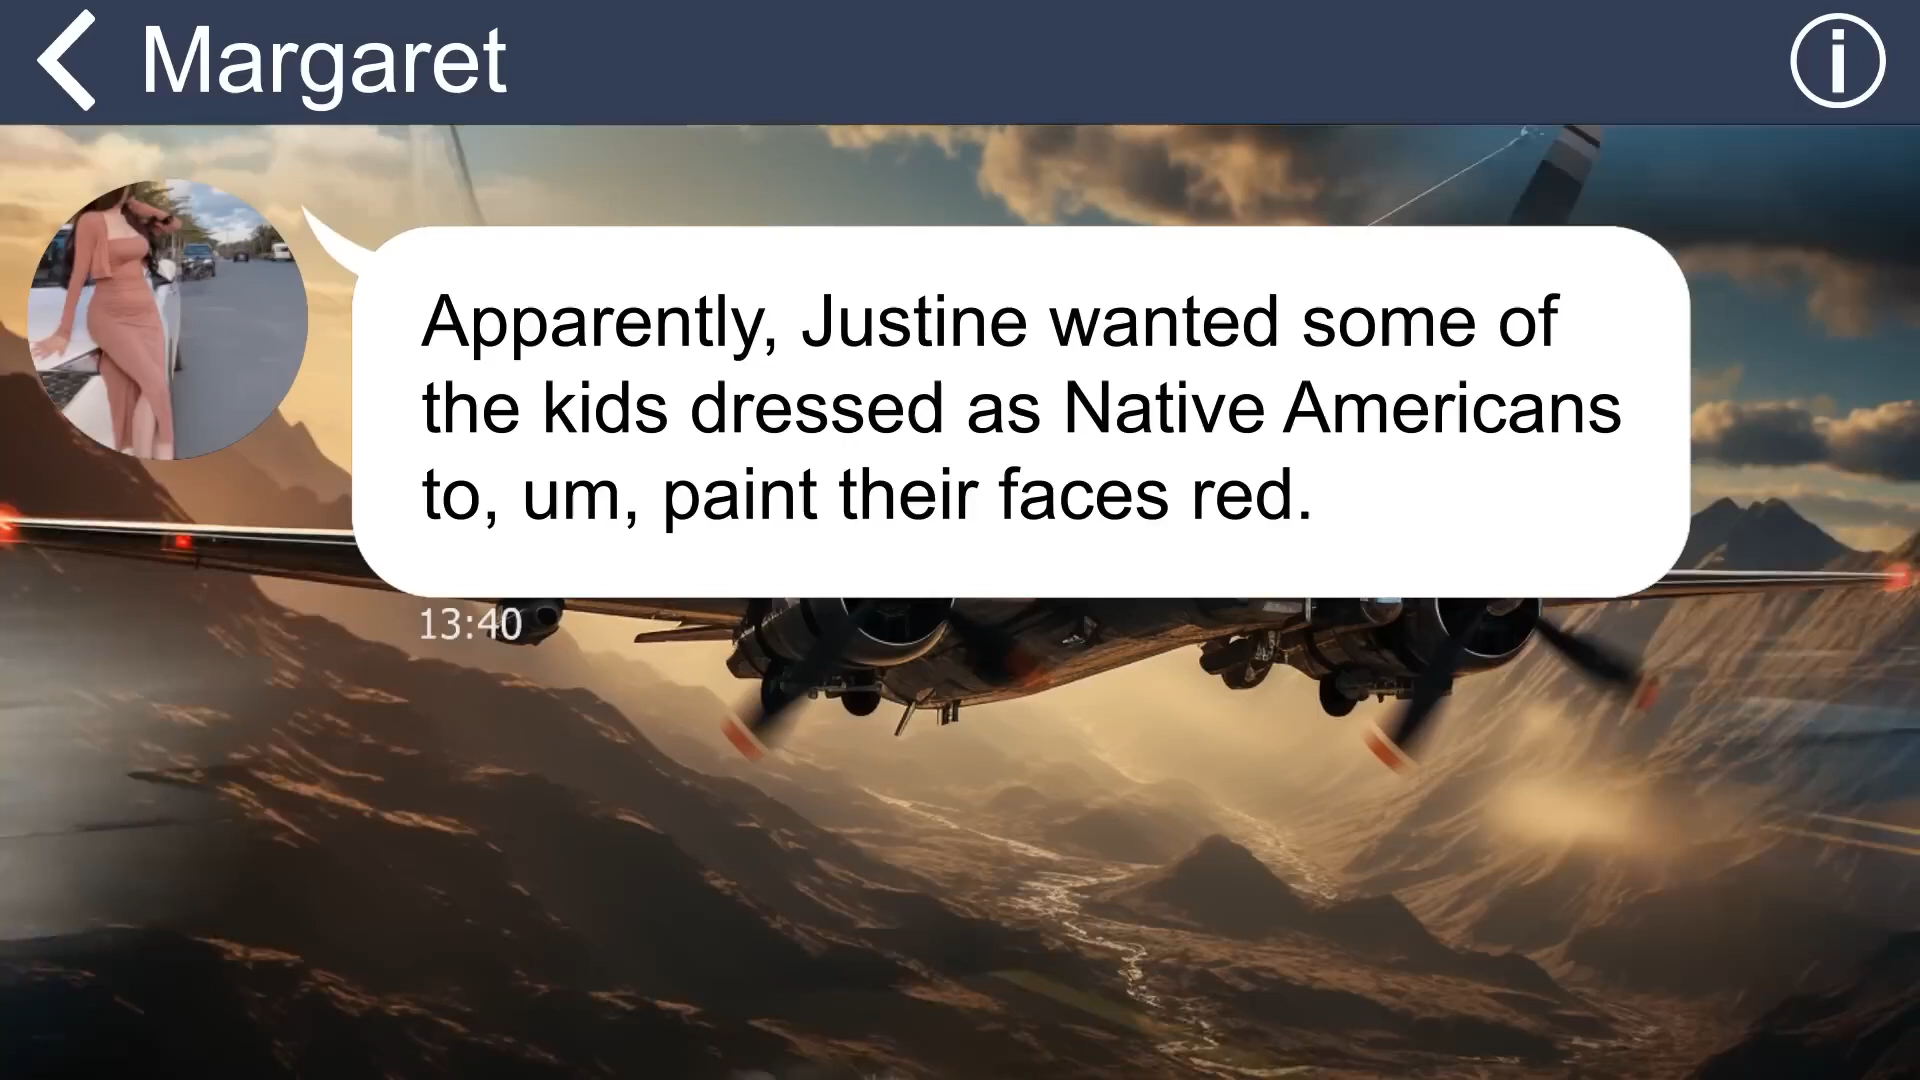 Margaret
Apparently, Justine wanted some of
the kids dressed as Native Americans
to, um, paint their faces red.
13:40